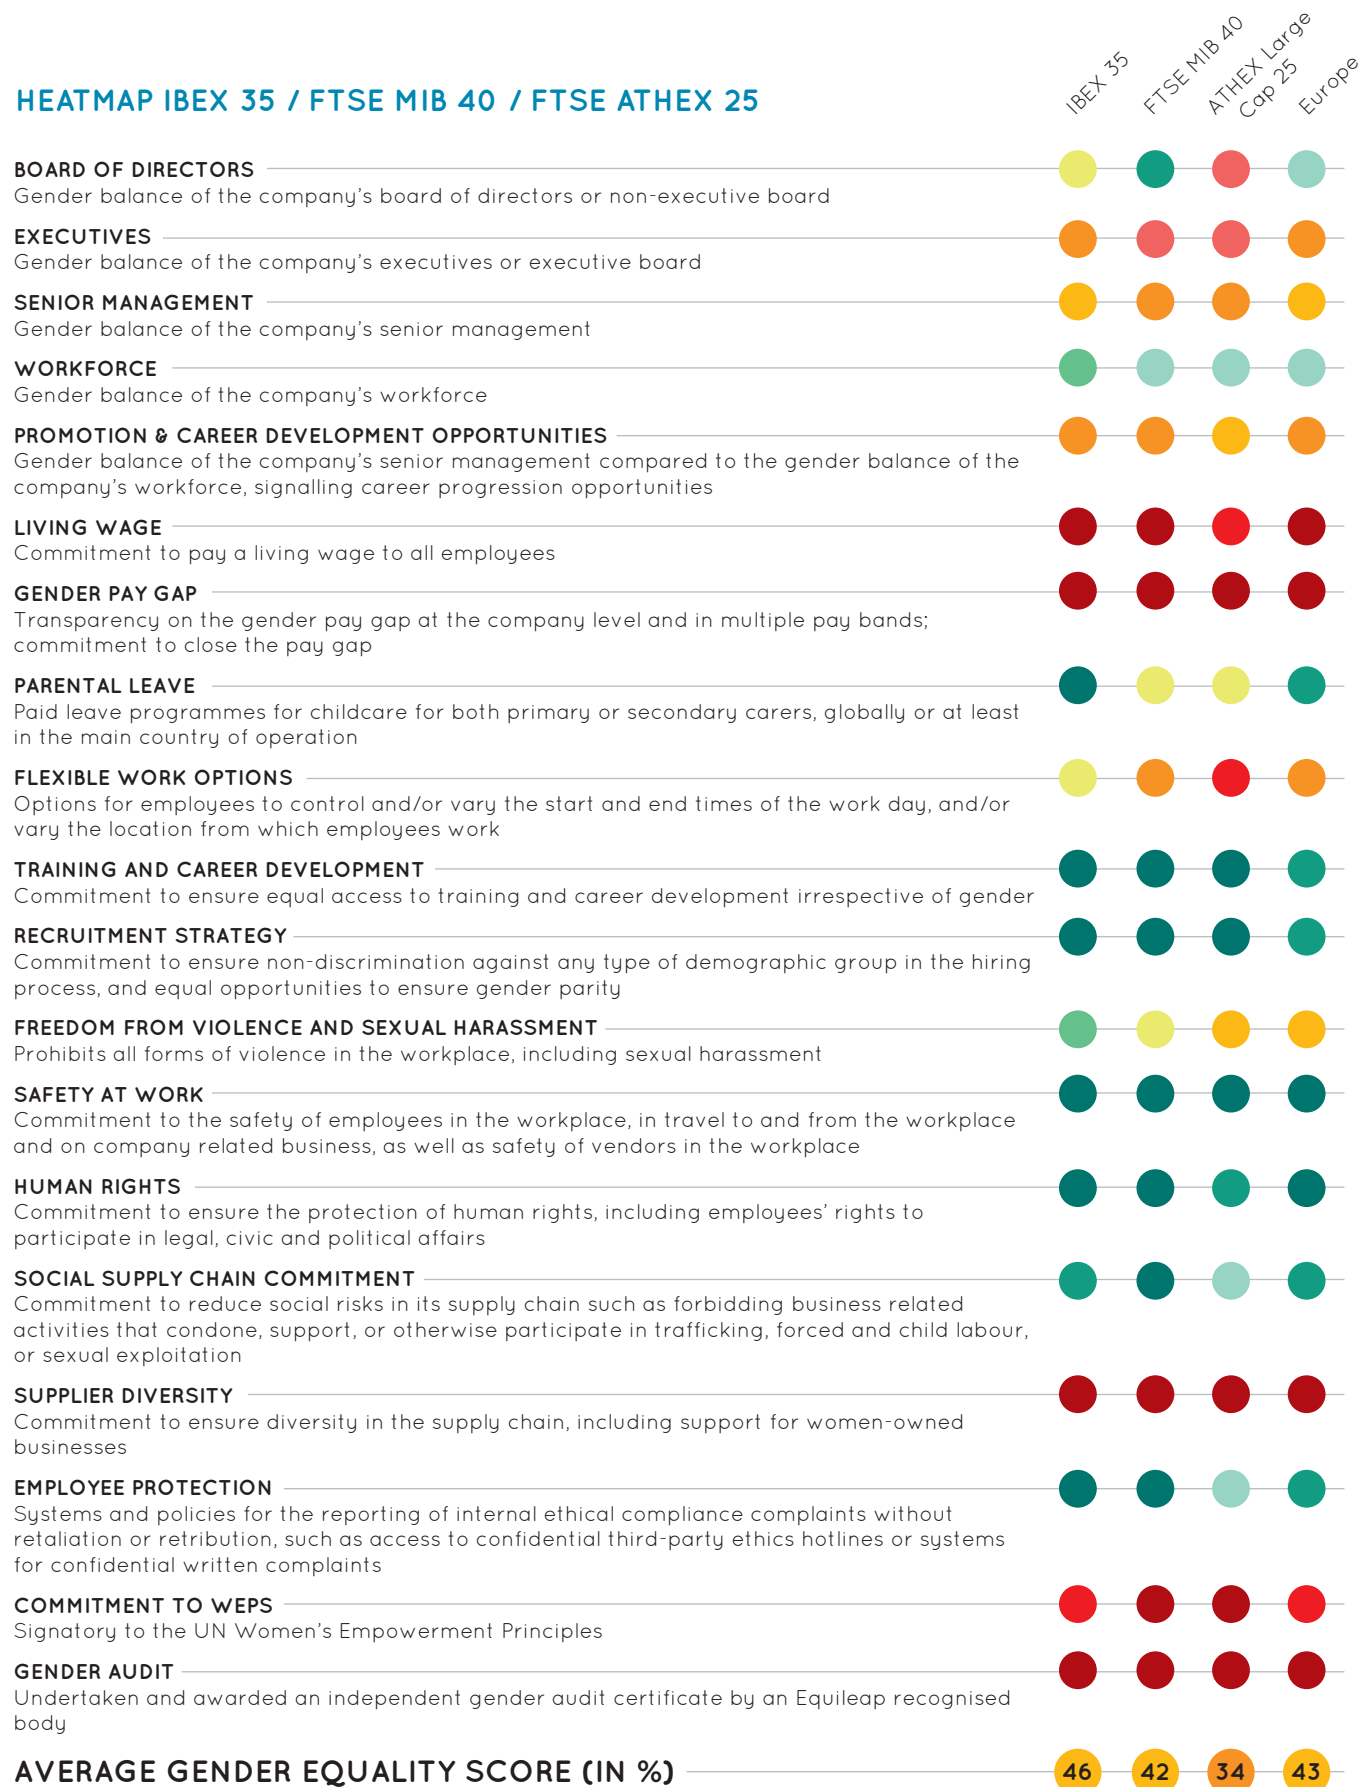 IBEX 35
FTSE MIB 40
ATHEX Large
Cap 25
Europe
HEATMAP IBEX 35 / FTSE MIB 40 / FTSE ATHEX 25
BOARD OF DIRECTORS
Gender balance of the company's board of directors or non-executive board
EXECUTIVES
Gender balance of the company's executives or executive board
SENIOR MANAGEMENT
Gender balance of the company's senior management
WORKFORCE
Gender balance of the company's workforce
PROMOTION & CAREER DEVELOPMENT OPPORTUNITIES
Gender balance of the company's senior management compared to the gender balance of the
company's workforce, signalling career progression opportunities
LIVING WAGE
Commitment to pay a living wage to all employees
GENDER PAY GAP
Transparency on the gender pay gap at the company level and in multiple pay bands;
commitment to close the pay gap
PARENTAL LEAVE
Paid leave programmes for childcare for both primary or secondary carers, globally or at least
in the main country of operation
FLEXIBLE WORK OPTIONS
Options for employees to control and/or vary the start and end times of the work day, and/or
vary the location from which employees work
TRAINING AND CAREER DEVELOPMENT
Commitment to ensure equal access to training and career development irrespective of gender
RECRUITMENT STRATEGY
Commitment to ensure non-discrimination against any type of demographic group in the hiring
process, and equal opportunities to ensure gender parity
FREEDOM FROM VIOLENCE AND SEXUAL HARASSMENT
Prohibits all forms of violence in the workplace, including sexual harassment
SAFETY AT WORK
Commitment to the safety of employees in the workplace, in travel to and from the workplace
and on company related business, as well as safety of vendors in the workplace
HUMAN RIGHTS
Commitment to ensure the protection of human rights, including employees' rights to
participate in legal, civic and political affairs
SOCIAL SUPPLY CHAIN COMMITMENT
Commitment to reduce social risks in its supply chain such as forbidding business related
activities that condone, support, or otherwise participate in trafficking, forced and child labour,
or sexual exploitation
SUPPLIER DIVERSITY
Commitment to ensure diversity in the supply chain, including support for women-owned
businesses
EMPLOYEE PROTECTION
Systems and policies for the reporting of internal ethical compliance complaints without
retaliation or retribution, such as access to confidential third-party ethics hotlines or systems
for confidential written complaints
COMMITMENT TO WEPS
Signatory to the UN Women's Empowerment Principles
GENDER AUDIT
Undertaken and awarded an independent gender audit certificate by an Equileap recognised
body
AVERAGE GENDER EQUALITY SCORE (IN %) 46 42 34 43